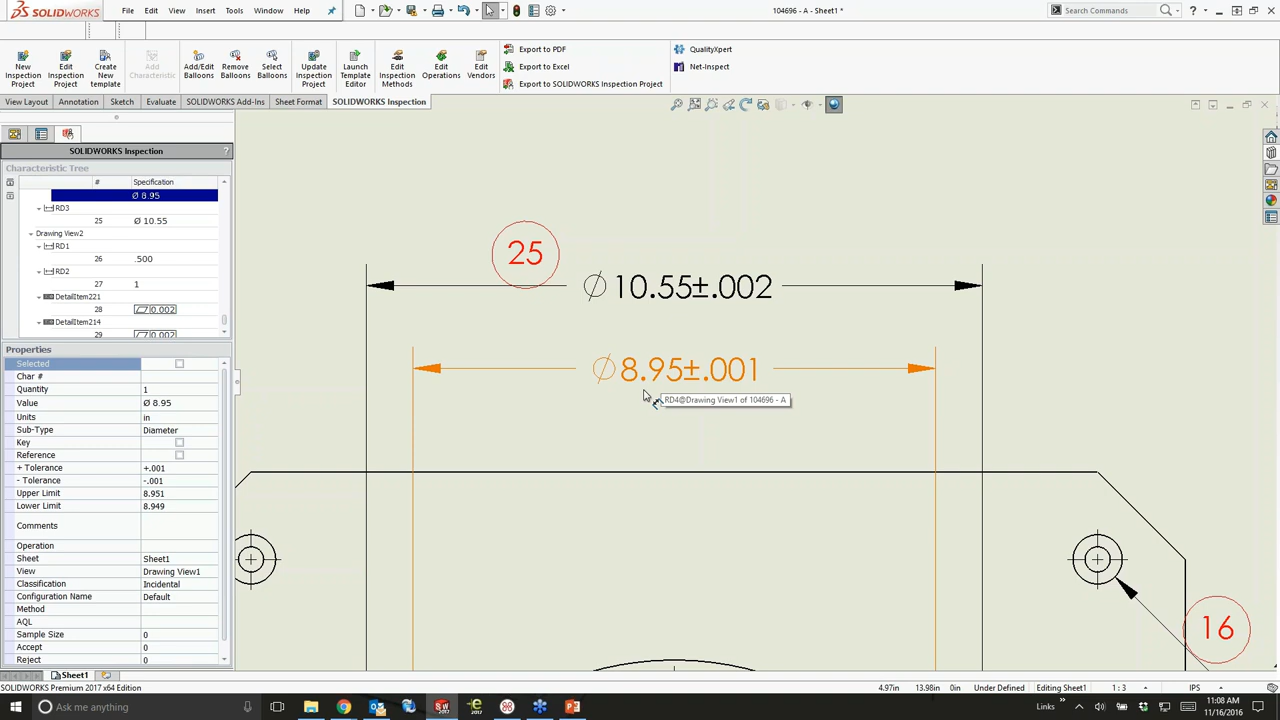 SOLIDWORKS
File Edit View Insert Tools Window Help
104696 - A - Sheet1 *
Search Commands
New Inspection Project
Edit Inspection Project
Create New template
Add Characteristic
Add/Edit Balloons
Remove Balloons
Select Balloons
Update Inspection Project
Launch Template Editor
Edit Inspection Methods
Edit Operations
Edit Vendors
Export to PDF
Export to Excel
Export to SOLIDWORKS Inspection Project
QualityXpert
Net-Inspect
View Layout Annotation Sketch Evaluate SOLIDWORKS Add-Ins Sheet Format SOLIDWORKS Inspection
SOLIDWORKS Inspection ?
Characteristic Tree
# Specification
Ø 8.95
RD3
25 Ø 10.55
Drawing View2
RD1
26 .500
RD2
27 1
DetailItem221
28 0.002
DetailItem214
29 0.002
Properties
Selected
Char #
Quantity 1
Value Ø 8.95
Units in
Sub-Type Diameter
Key
Reference
+ Tolerance +.001
- Tolerance -.001
Upper Limit 8.951
Lower Limit 8.949
Comments
Operation
Sheet Sheet1
View Drawing View1
Classification Incidental
Configuration Name Default
Method
AQL
Sample Size 0
Accept 0
Reject 0
25
Ø 10.55±.002
Ø 8.95±.001
RD4@Drawing View1 of 104696 - A
16
Sheet1
SOLIDWORKS Premium 2017 x64 Edition
4.97in 13.98in 0in Under Defined Editing Sheet1 1 : 3 IPS
Ask me anything
Links
11:08 AM
11/16/2016